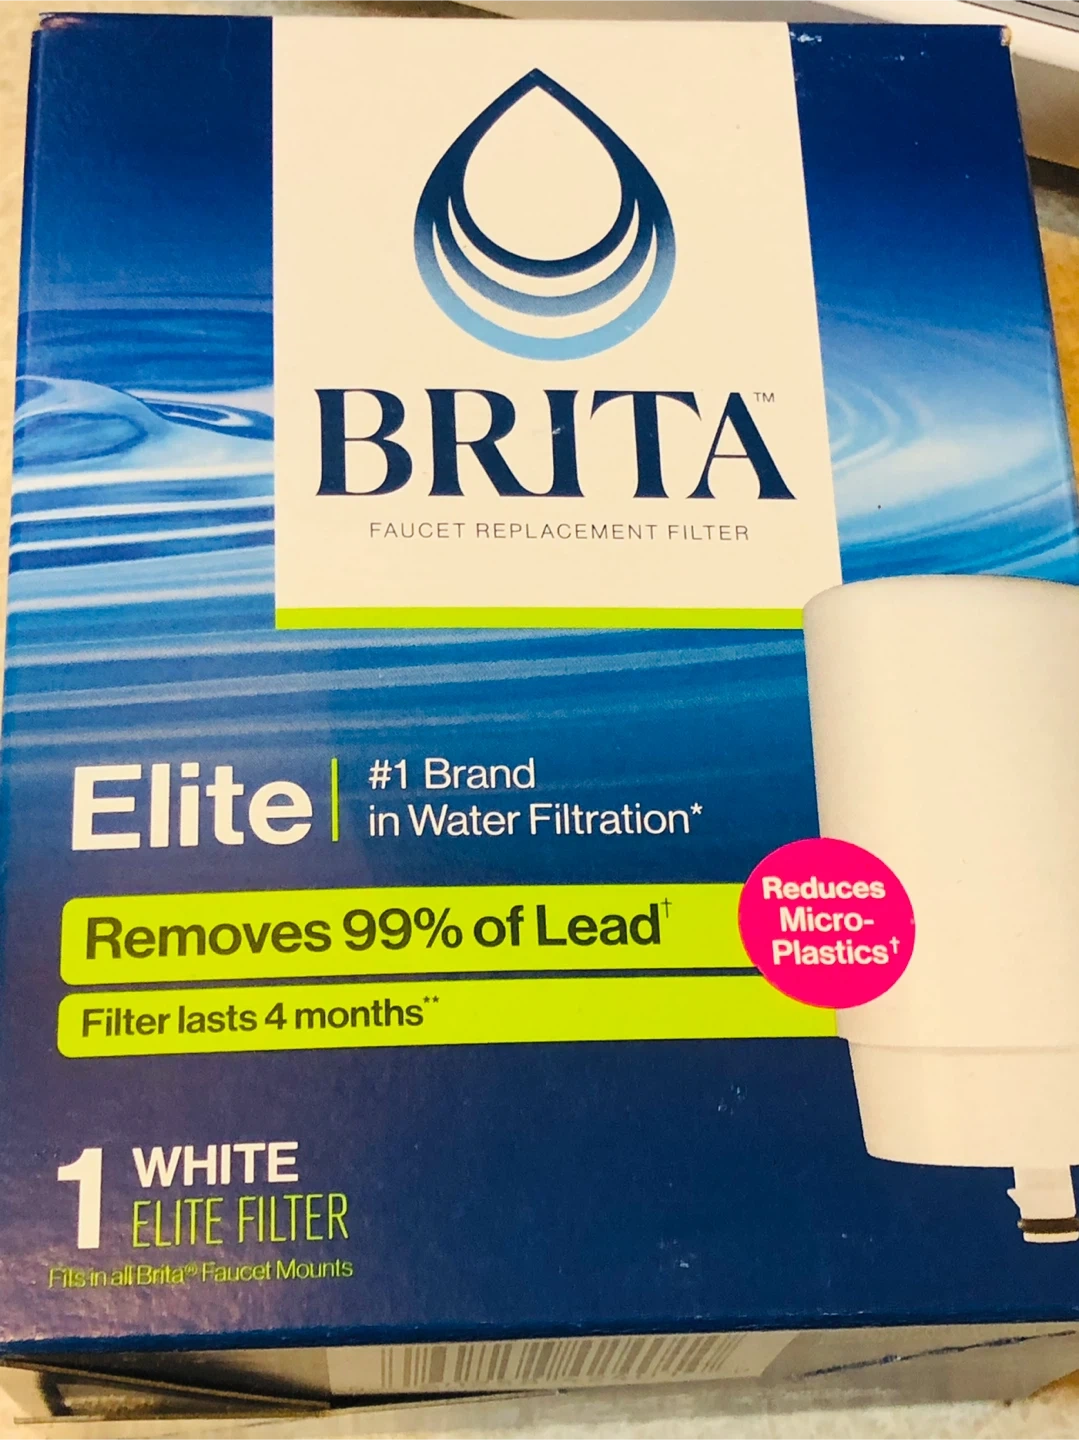 BRITA™
FAUCET REPLACEMENT FILTER
Elite
#1 Brand
in Water Filtration*
Removes 99% of Lead†
Reduces
Micro-
Plastics†
Filter lasts 4 months**
1 WHITE
ELITE FILTER
Fits in all Brita® Faucet Mounts